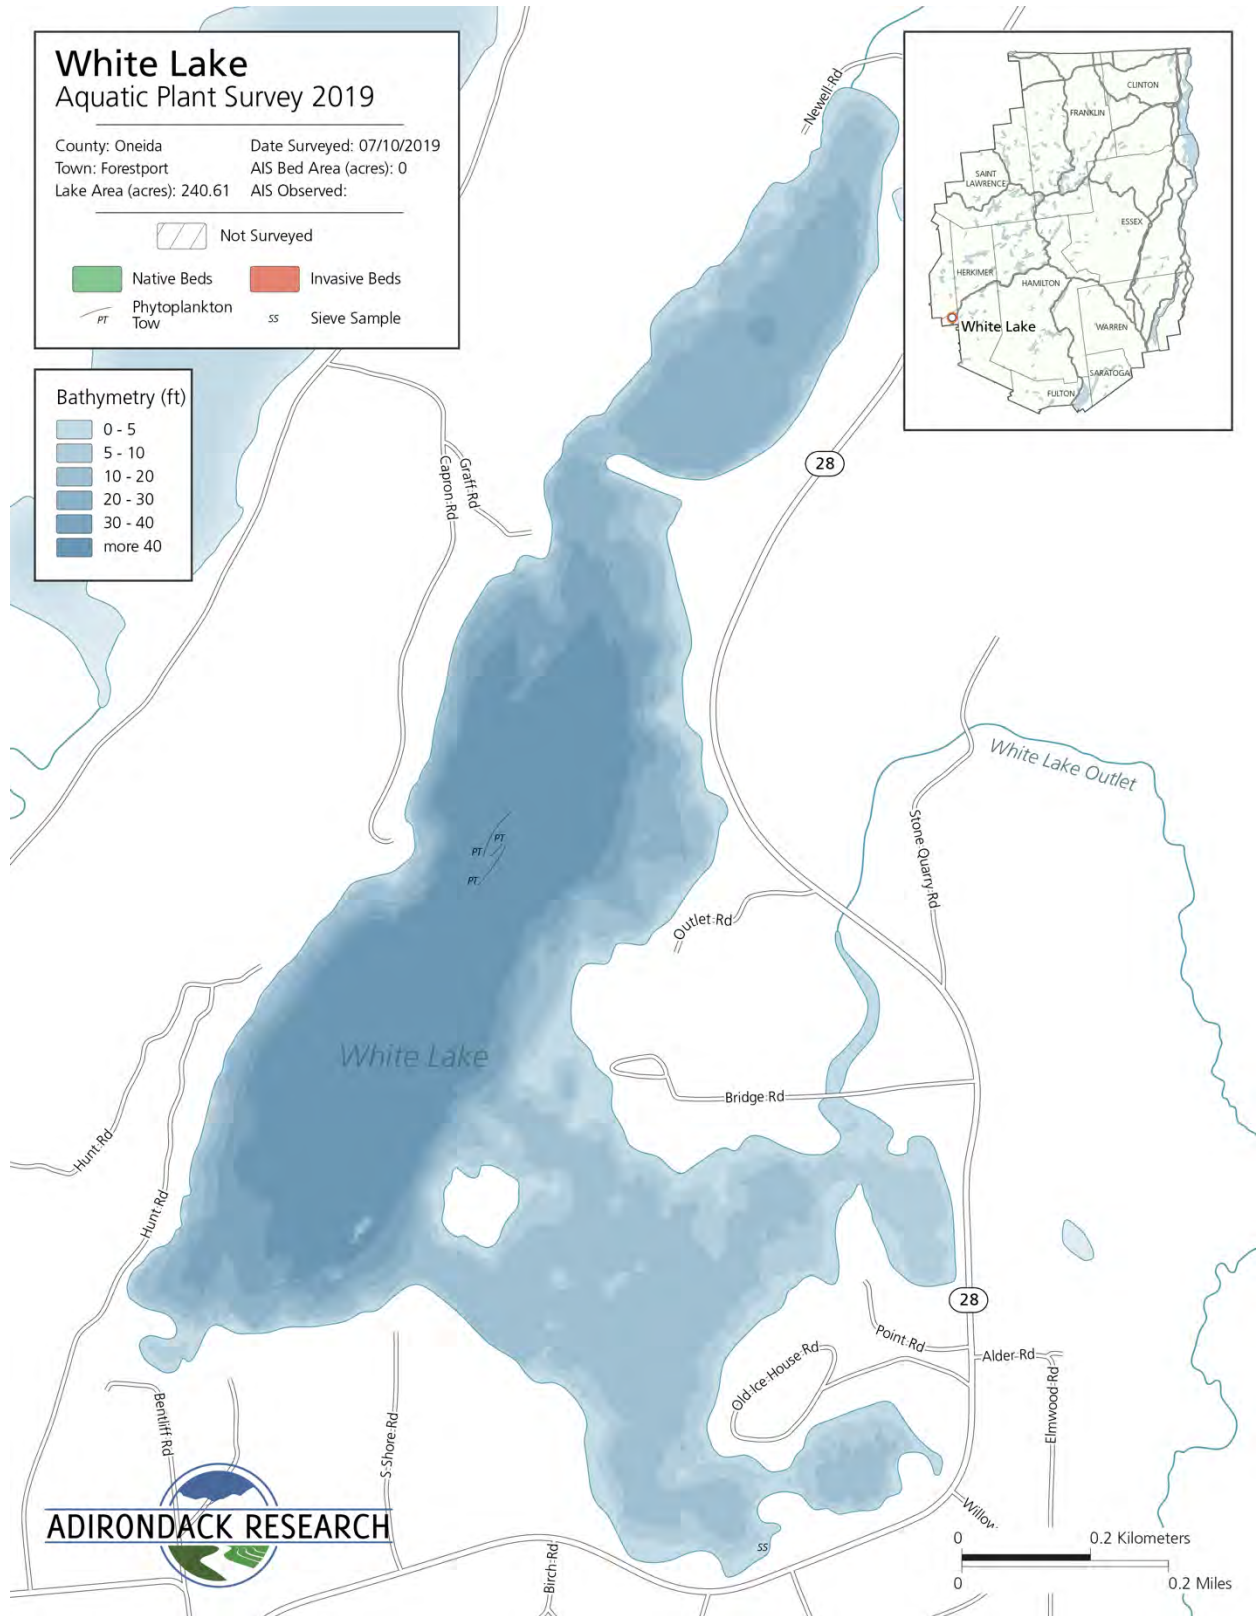 White Lake
Aquatic Plant Survey 2019
County: Oneida
Date Surveyed: 07/10/2019
Town: Forestport
AIS Bed Area (acres): 0
Lake Area (acres): 240.61
AIS Observed:
Not Surveyed
Native Beds
Invasive Beds
PT
Phytoplankton
Tow
SS
Sieve Sample
Bathymetry (ft)
0 - 5
5 - 10
10 - 20
20 - 30
30 - 40
more 40
CLINTON
FRANKLIN
SAINT
LAWRENCE
ESSEX
HERKIMER
HAMILTON
White Lake
WARREN
SARATOGA
FULTON
Newell Rd
28
Graff Rd
Capron Rd
White Lake Outlet
Stone Quarry Rd
PT
PT
PT
Outlet Rd
White Lake
Bridge Rd
Hunt Rd
Hunt Rd
28
Point Rd
Alder Rd
Old Ice House Rd
Elmwood Rd
Bentliff Rd
S Shore Rd
Willow
SS
Birch Rd
ADIRONDACK RESEARCH
0
0.2 Kilometers
0
0.2 Miles